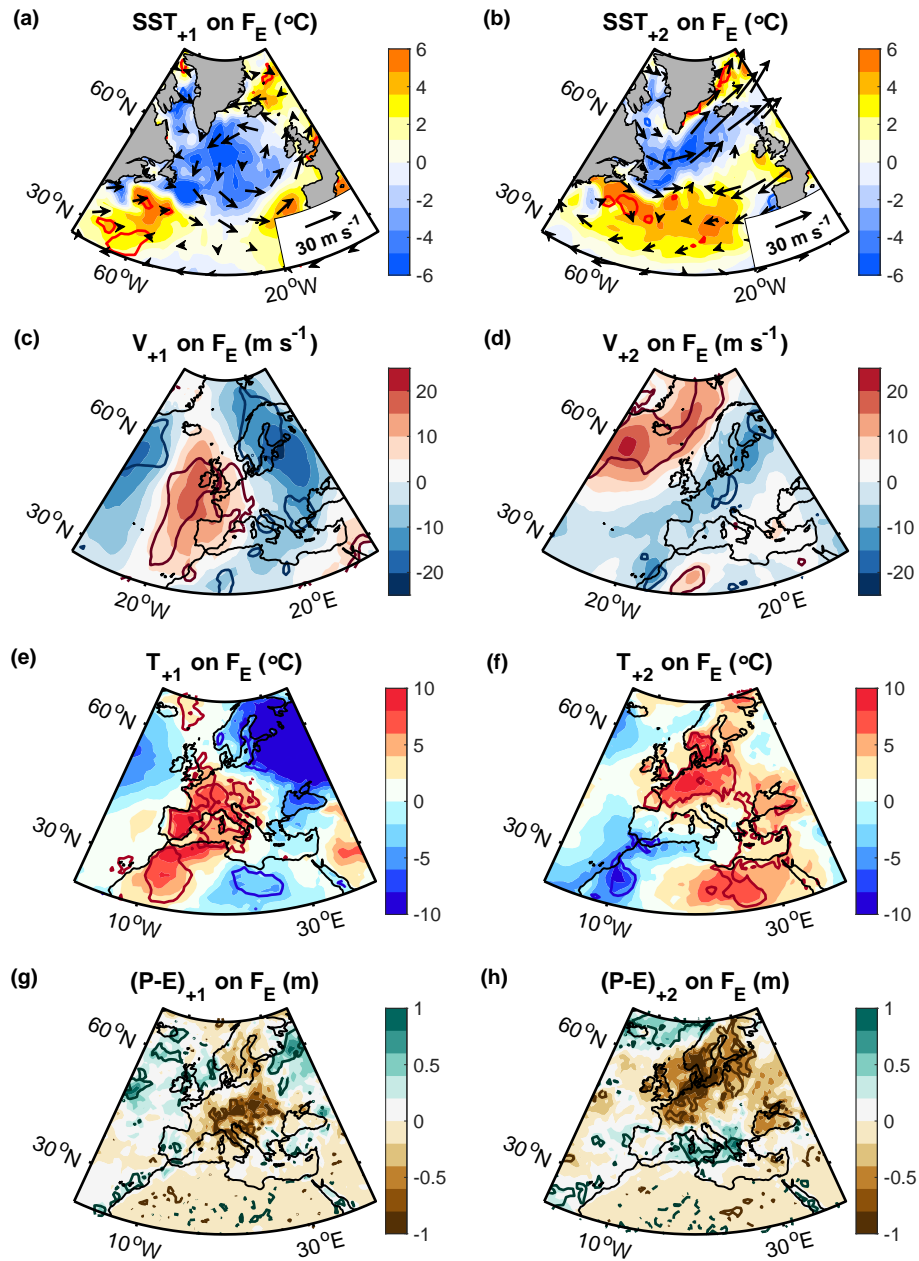 (a) SST+1 on FE (°C)
60°N
30°N
60°W
20°W
30 m s-1
6
4
2
0
-2
-4
-6
(b) SST+2 on FE (°C)
60°N
30°N
60°W
20°W
30 m s-1
6
4
2
0
-2
-4
-6
(c) V+1 on FE (m s-1)
60°N
30°N
20°W
20°E
20
10
0
-10
-20
(d) V+2 on FE (m s-1)
60°N
30°N
20°W
20°E
20
10
0
-10
-20
(e) T+1 on FE (°C)
60°N
30°N
10°W
30°E
10
5
0
-5
-10
(f) T+2 on FE (°C)
60°N
30°N
10°W
30°E
10
5
0
-5
-10
(g) (P-E)+1 on FE (m)
60°N
30°N
10°W
30°E
1
0.5
0
-0.5
-1
(h) (P-E)+2 on FE (m)
60°N
30°N
10°W
30°E
1
0.5
0
-0.5
-1